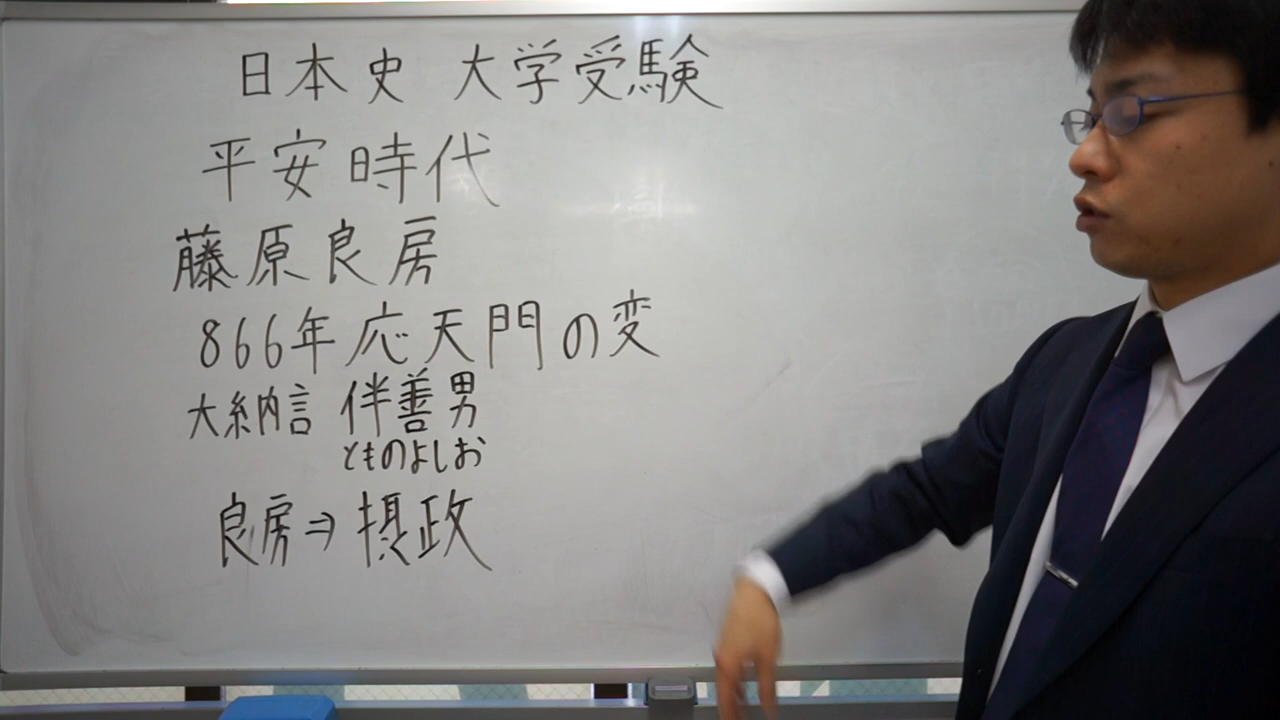 日本史 大学受験
平安時代
藤原良房
866年応天門の変
大納言 伴善男
とものよしお
良房⇒摂政